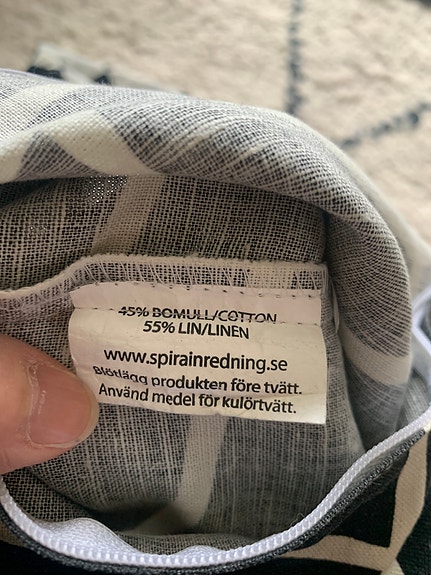 45% BOMULL/COTTON
55% LIN/LINEN
www.spirainredning.se
Blötlägg produkten före tvätt.
Använd medel för kulörtvätt.